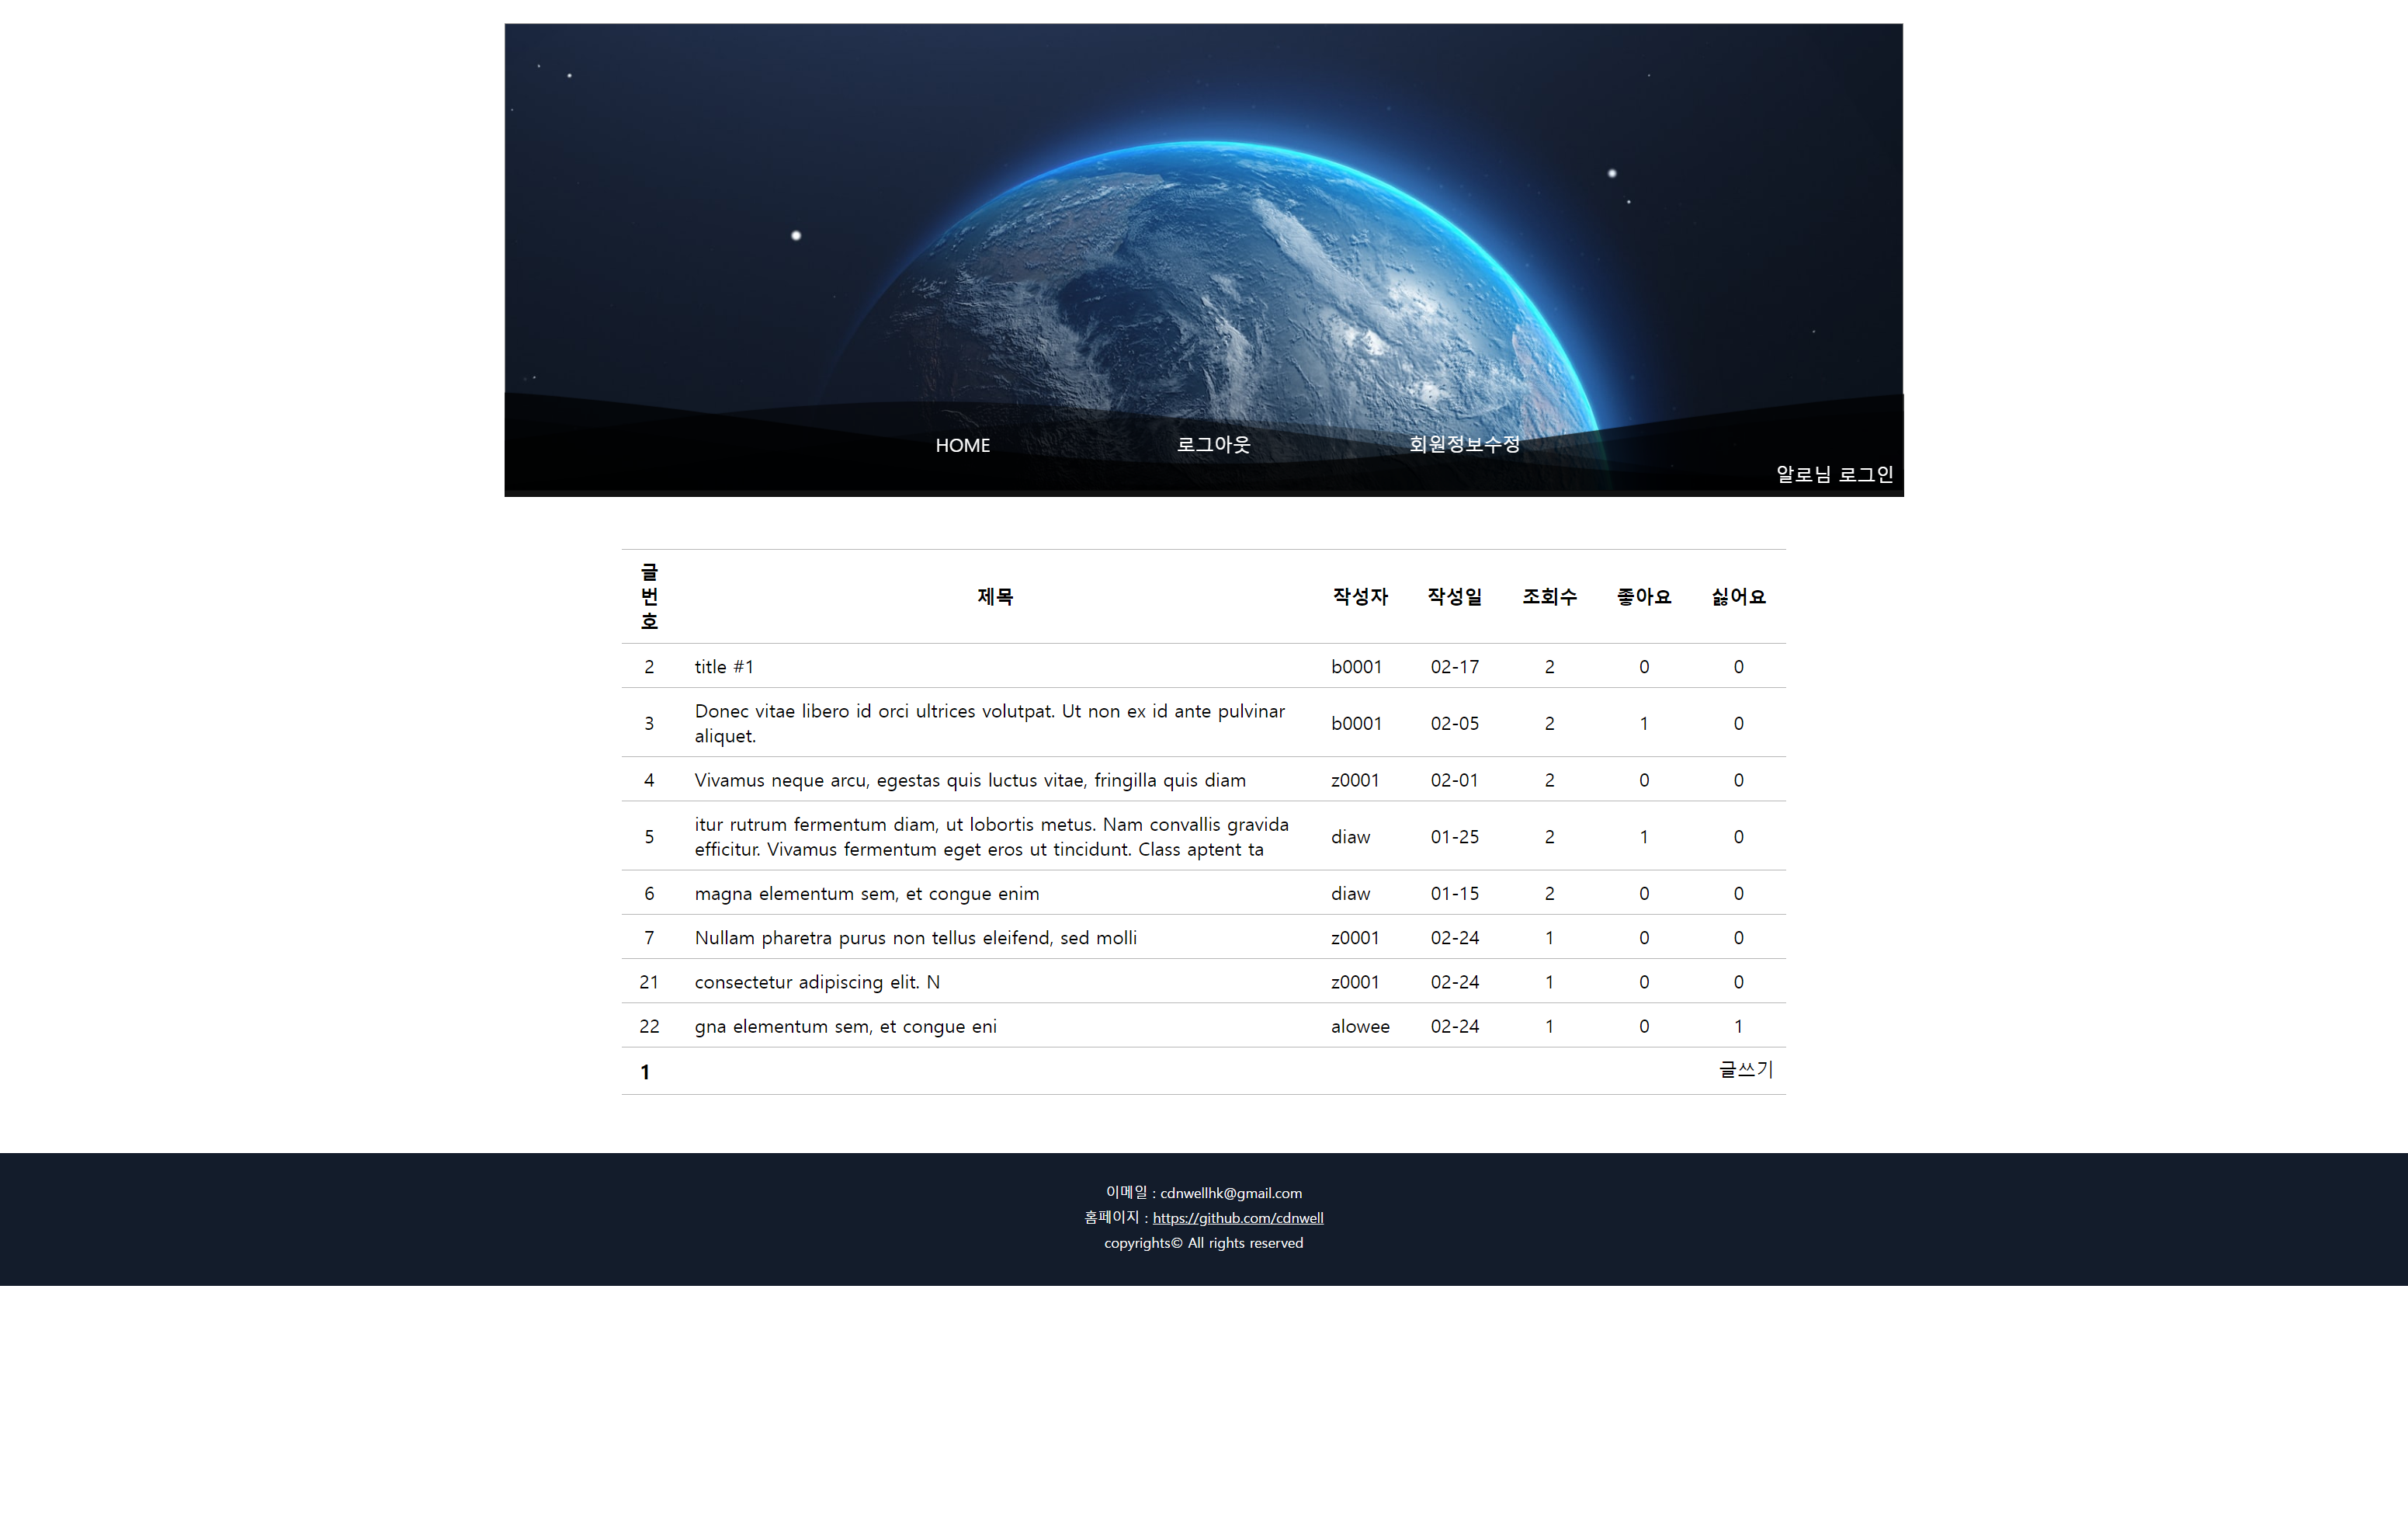 HOME 로그아웃 회원정보수정
알로님 로그인
글
번
호 제목 작성자 작성일 조회수 좋아요 싫어요
2 title #1 b0001 02-17 2 0 0
3 Donec vitae libero id orci ultrices volutpat. Ut non ex id ante pulvinar
aliquet. b0001 02-05 2 1 0
4 Vivamus neque arcu, egestas quis luctus vitae, fringilla quis diam z0001 02-01 2 0 0
5 itur rutrum fermentum diam, ut lobortis metus. Nam convallis gravida
efficitur. Vivamus fermentum eget eros ut tincidunt. Class aptent ta diaw 01-25 2 1 0
6 magna elementum sem, et congue enim diaw 01-15 2 0 0
7 Nullam pharetra purus non tellus eleifend, sed molli z0001 02-24 1 0 0
21 consectetur adipiscing elit. N z0001 02-24 1 0 0
22 gna elementum sem, et congue eni alowee 02-24 1 0 1
1 글쓰기
이메일 : cdnwellhk@gmail.com
홈페이지 : https://github.com/cdnwell
copyrights© All rights reserved